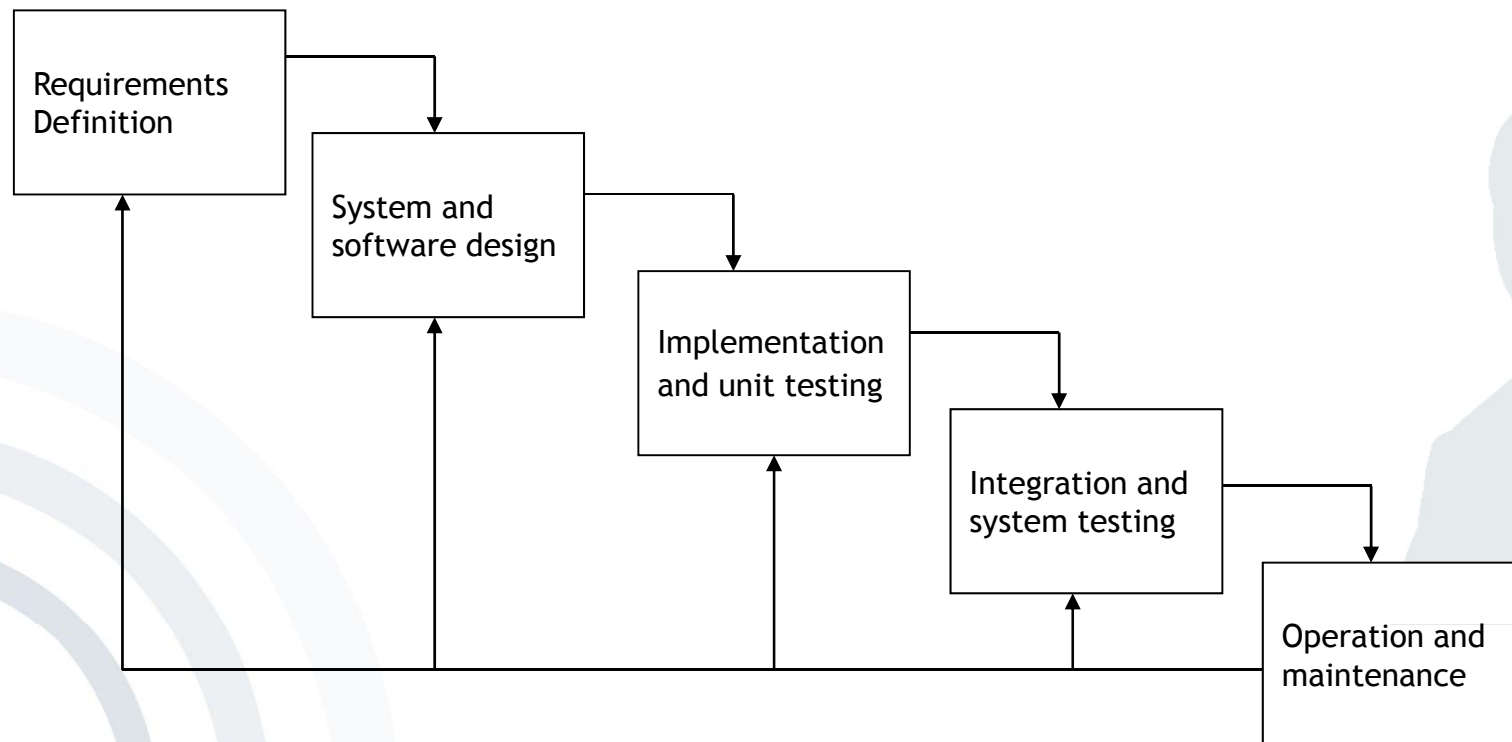 Requirements
Definition
System and
software design
Implementation
and unit testing
Integration and
system testing
Operation and
maintenance